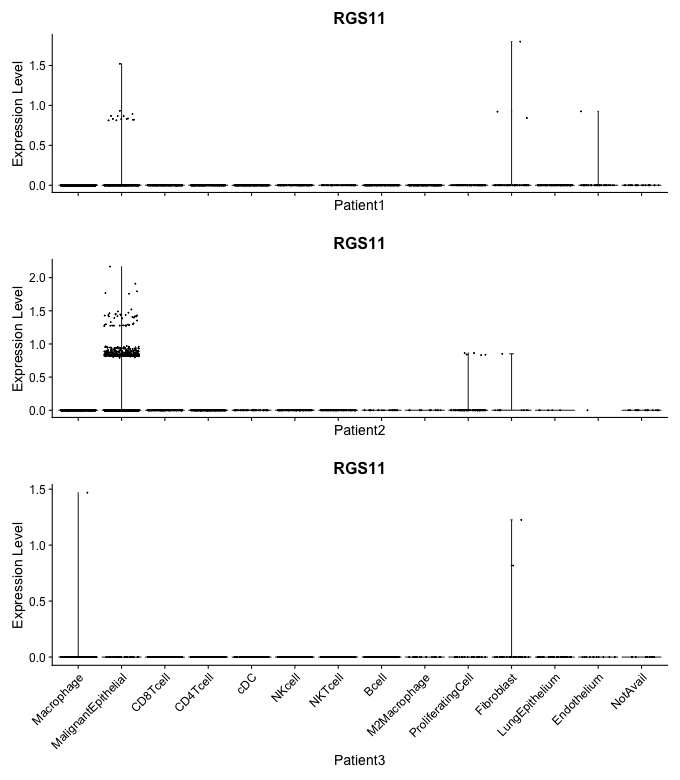 RGS11
Expression Level
1.5
1.0
0.5
0.0
Patient1
RGS11
Expression Level
2.0
1.5
1.0
0.5
0.0
Patient2
RGS11
Expression Level
1.5
1.0
0.5
0.0
Macrophage
MalignantEpithelial
CD8Tcell
CD4Tcell
cDC
NKcell
NKTcell
Bcell
M2Macrophage
ProliferatingCell
Fibroblast
LungEpithelium
Endothelium
NotAvail
Patient3